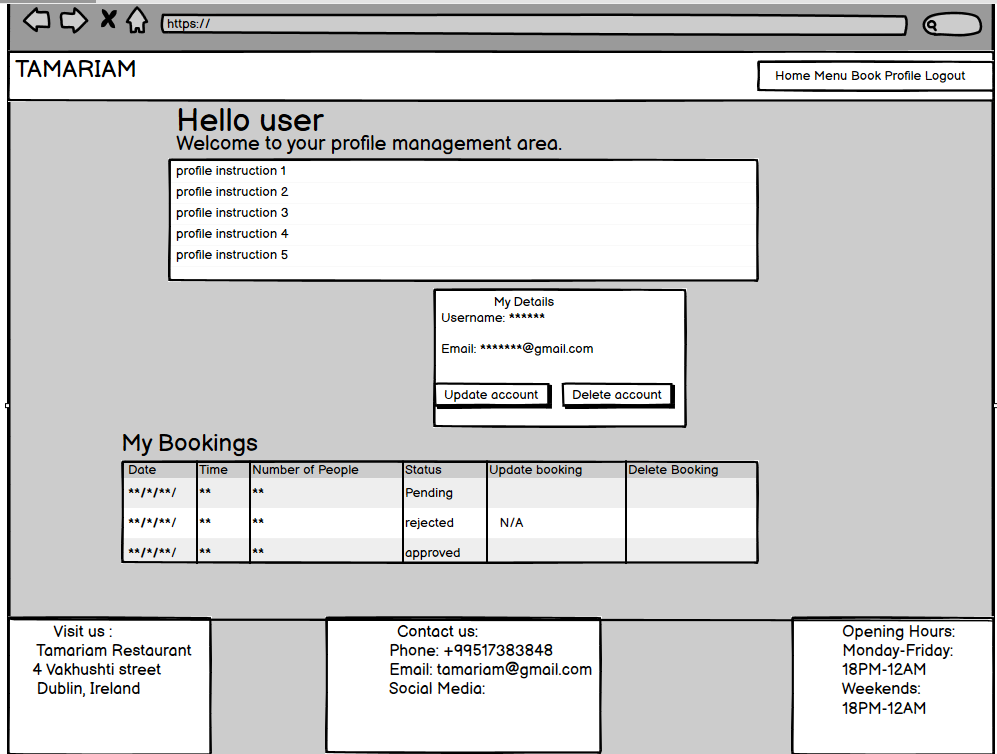 https://
TAMARIAM
Home Menu Book Profile Logout
Hello user
Welcome to your profile management area.
profile instruction 1
profile instruction 2
profile instruction 3
profile instruction 4
profile instruction 5
My Details
Username: ******
Email: *******@gmail.com
Update account Delete account
My Bookings
Date Time Number of People Status Update booking Delete Booking
**/*/**/ ** ** Pending
**/*/**/ ** ** rejected N/A
**/*/**/ ** ** approved
Visit us :
Tamariam Restaurant
4 Vakhushti street
Dublin, Ireland
Contact us:
Phone: +99517383848
Email: tamariam@gmail.com
Social Media:
Opening Hours:
Monday-Friday:
18PM-12AM
Weekends:
18PM-12AM